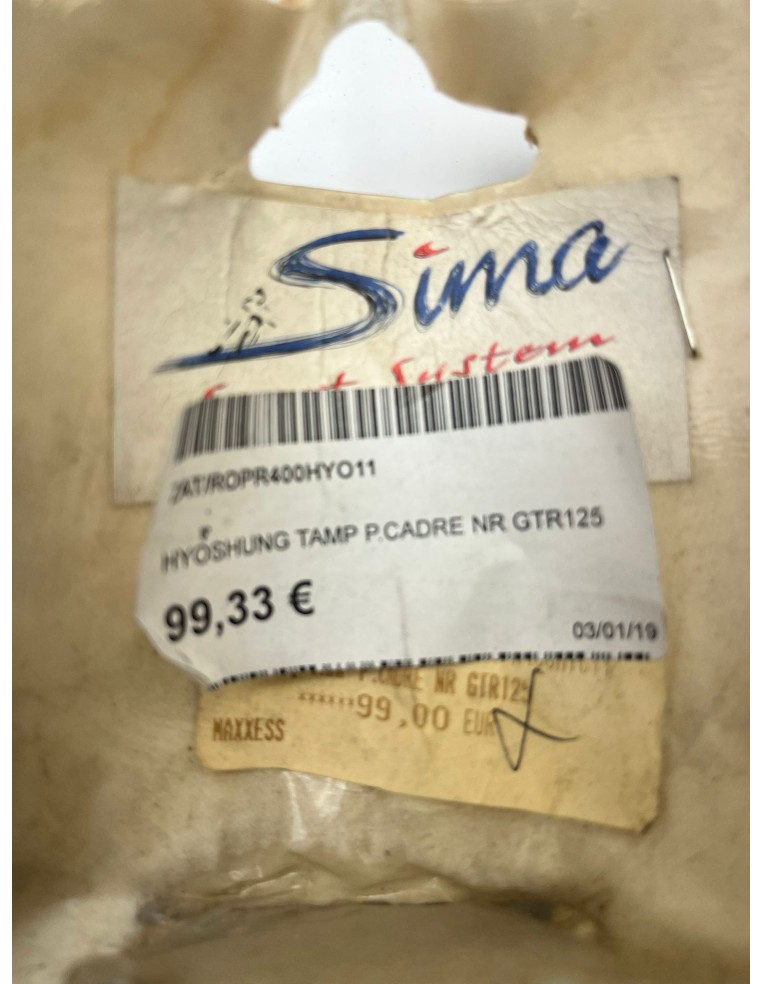 Sima
System
/ROPR400HYO11
HYOSHUNG TAMP P.CADRE NR GTR125
99,33 €
03/01/19
P.CADRE NR GTR125
99,00 EUR
MAXXESS